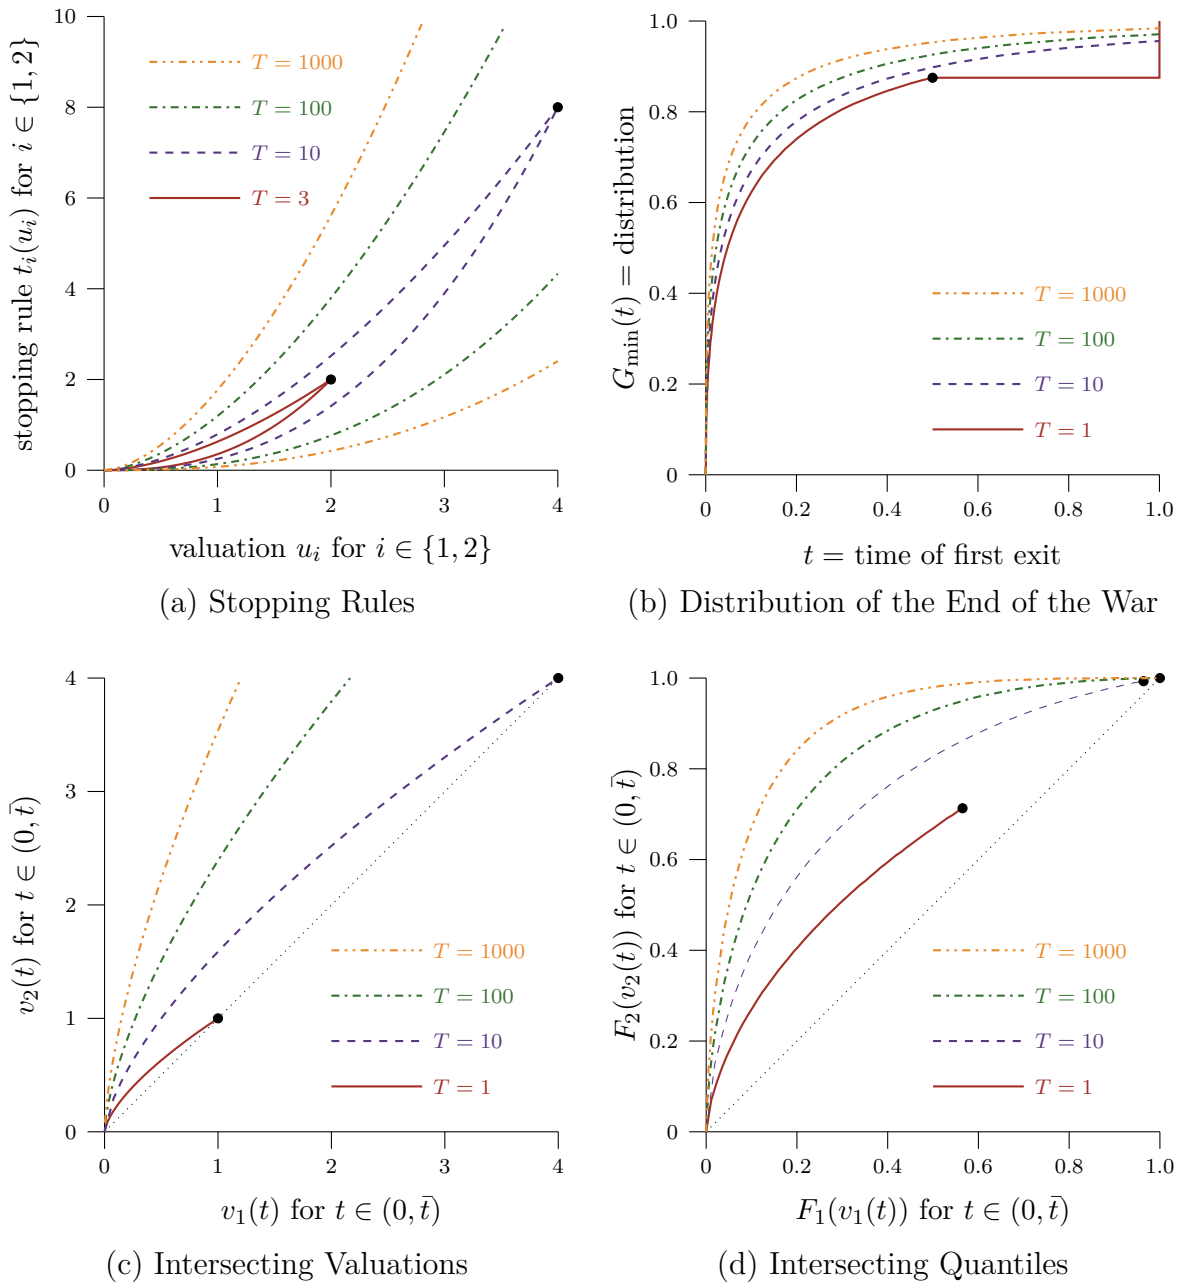 10
8
6
4
2
0
0
1
2
3
4
stopping rule t_i(u_i) for i ∈ {1, 2}
T = 1000
T = 100
T = 10
T = 3
valuation u_i for i ∈ {1, 2}
(a) Stopping Rules
1.0
0.8
0.6
0.4
0.2
0
0
0.2
0.4
0.6
0.8
1.0
G_min(t) = distribution
T = 1000
T = 100
T = 10
T = 1
t = time of first exit
(b) Distribution of the End of the War
4
3
2
1
0
0
1
2
3
4
v_2(t) for t ∈ (0, t̄)
T = 1000
T = 100
T = 10
T = 1
v_1(t) for t ∈ (0, t̄)
(c) Intersecting Valuations
1.0
0.8
0.6
0.4
0.2
0
0
0.2
0.4
0.6
0.8
1.0
F_2(v_2(t)) for t ∈ (0, t̄)
T = 1000
T = 100
T = 10
T = 1
F_1(v_1(t)) for t ∈ (0, t̄)
(d) Intersecting Quantiles